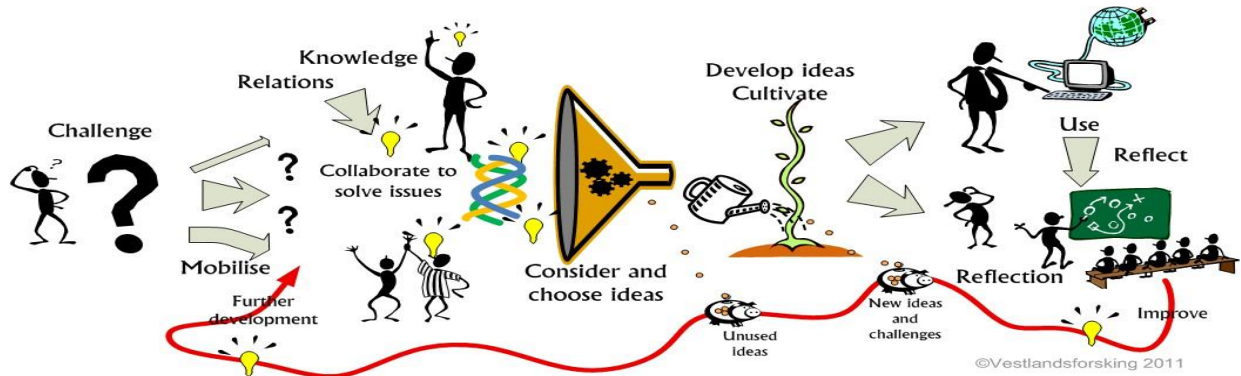 Challenge
?
?
Mobilise
Knowledge
Relations
?
?
Collaborate to
solve issues
Consider and
choose ideas
Develop ideas
Cultivate
Use
Reflect
Reflection
Improve
New ideas
and
challenges
Unused
ideas
Further
development
©Vestlandsforsking 2011